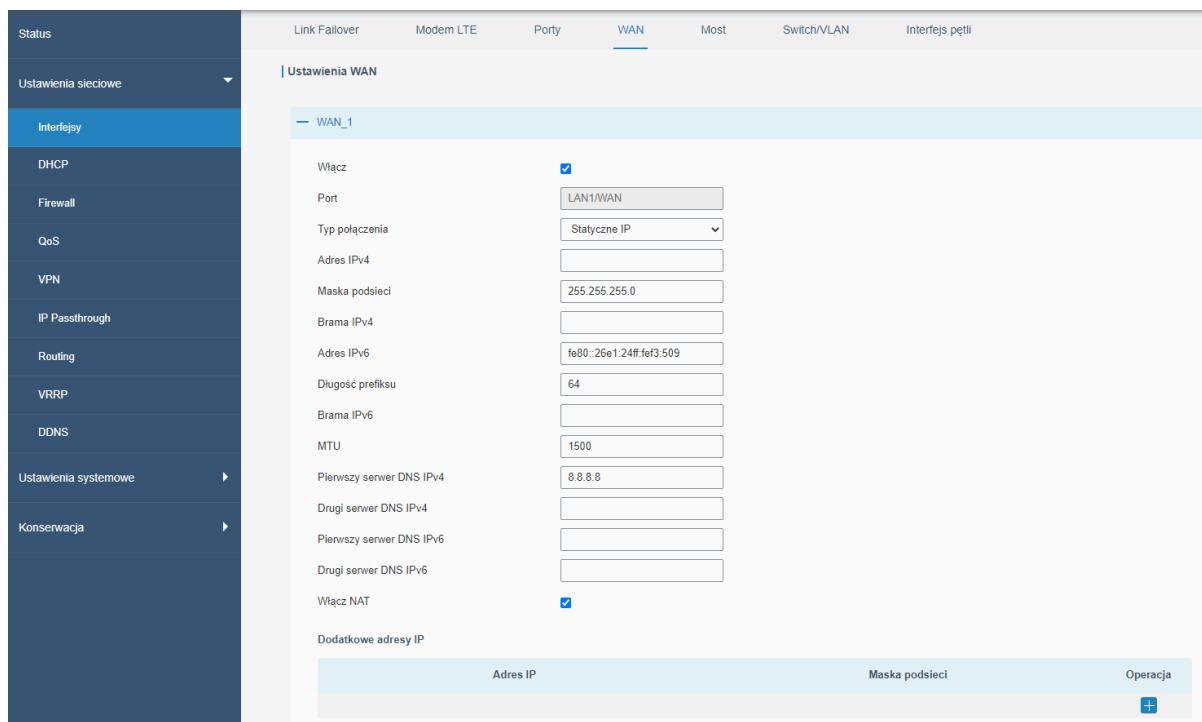 Status
Ustawienia sieciowe
Interfejsy
DHCP
Firewall
QoS
VPN
IP Passthrough
Routing
VRRP
DDNS
Ustawienia systemowe
Konserwacja
Link Failover Modem LTE Porty WAN Most Switch/VLAN Interfejs pętli
Ustawienia WAN
WAN_1
Włącz
Port LAN1/WAN
Typ połączenia Statyczne IP
Adres IPv4
Maska podsieci 255.255.255.0
Brama IPv4
Adres IPv6 fe80::26e1:24ff:fef3:509
Długość prefiksu 64
Brama IPv6
MTU 1500
Pierwszy serwer DNS IPv4 8.8.8.8
Drugi serwer DNS IPv4
Pierwszy serwer DNS IPv6
Drugi serwer DNS IPv6
Włącz NAT
Dodatkowe adresy IP
Adres IP Maska podsieci Operacja